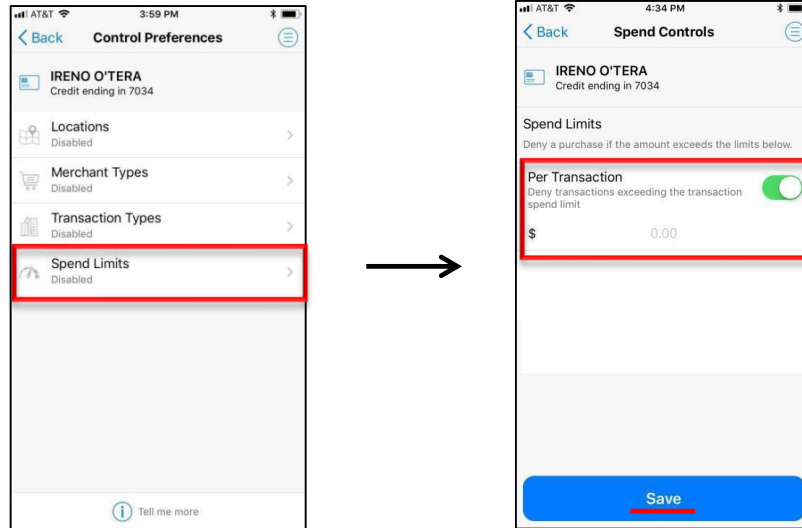 AT&T 3:59 PM
Back Control Preferences
IRENO O'TERA
Credit ending in 7034
Locations
Disabled
Merchant Types
Disabled
Transaction Types
Disabled
Spend Limits
Disabled
Tell me more
AT&T 4:34 PM
Back Spend Controls
IRENO O'TERA
Credit ending in 7034
Spend Limits
Deny a purchase if the amount exceeds the limits below.
Per Transaction
Deny transactions exceeding the transaction
spend limit
$ 0.00
Save